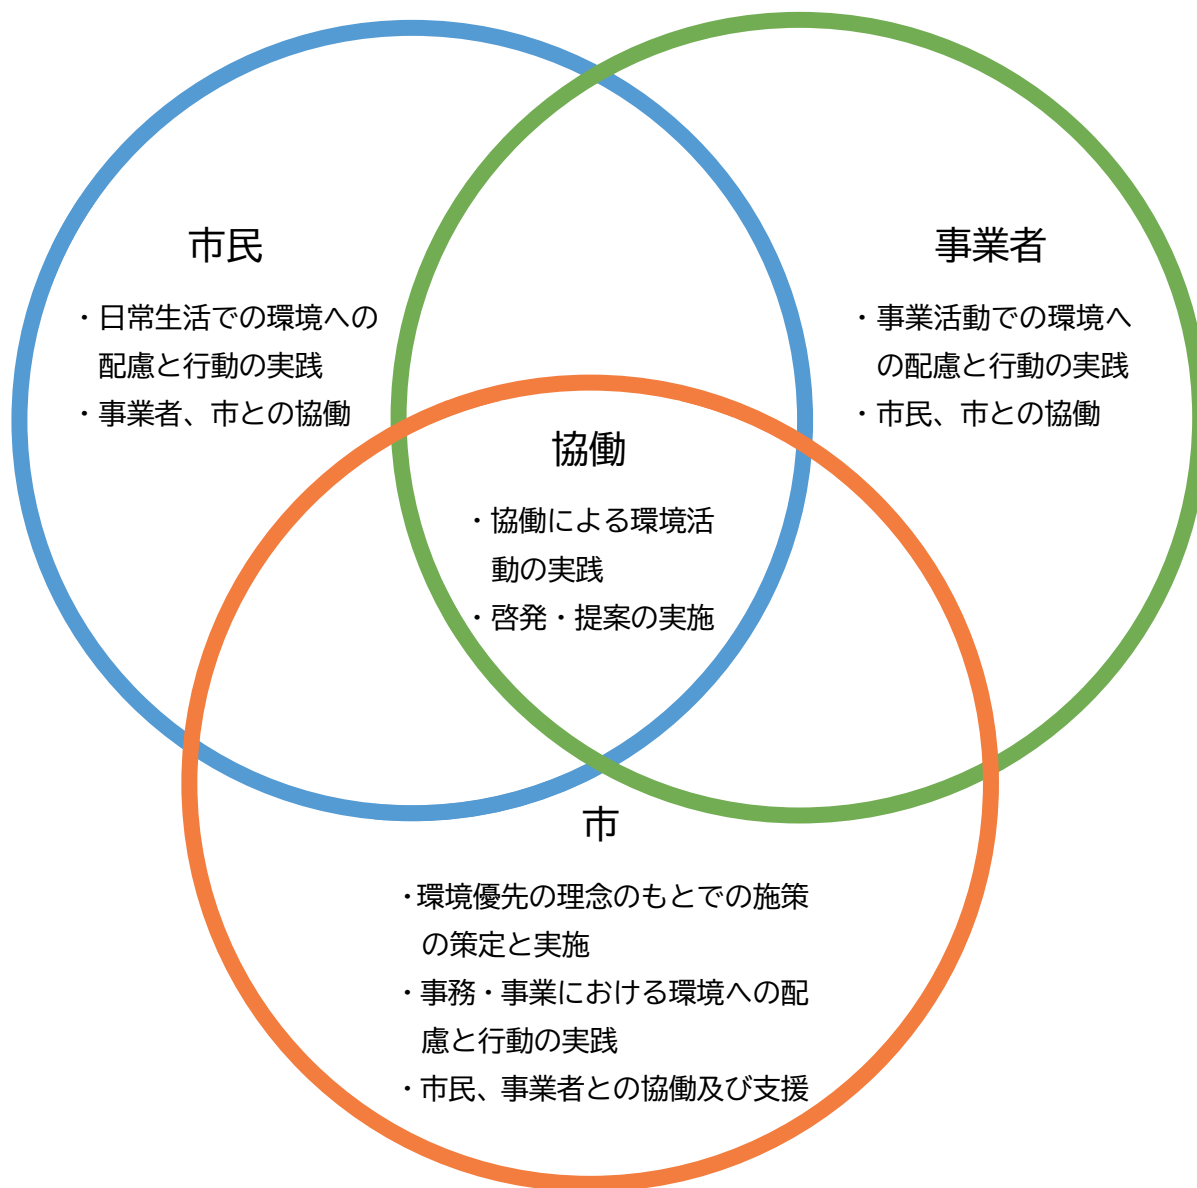 市民
・日常生活での環境への
配慮と行動の実践
・事業者、市との協働
事業者
・事業活動での環境へ
の配慮と行動の実践
・市民、市との協働
協働
・協働による環境活
動の実践
・啓発・提案の実施
市
・環境優先の理念のもとでの施策
の策定と実施
・事務・事業における環境への配
慮と行動の実践
・市民、事業者との協働及び支援